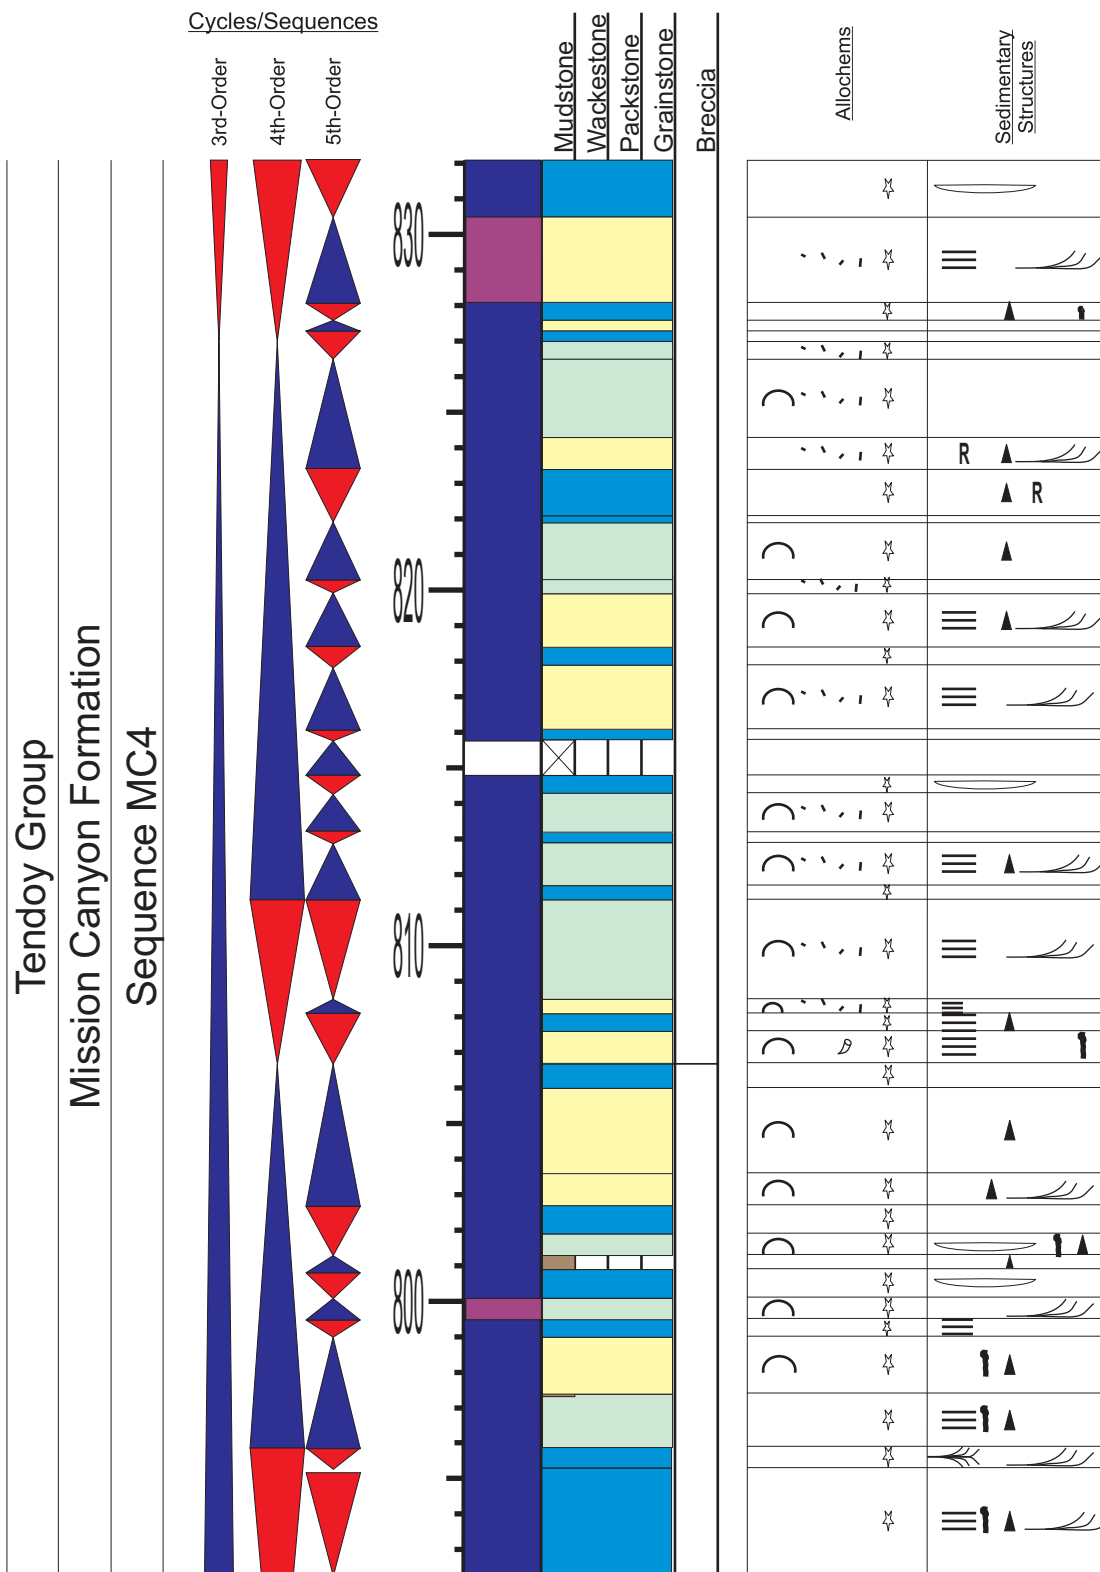 Cycles/Sequences
3rd-Order
4th-Order
5th-Order
Mudstone
Wackestone
Packstone
Grainstone
Breccia
Allochems
Sedimentary
Structures
Tendoy Group
Mission Canyon Formation
Sequence MC4
830
820
810
800
R
R